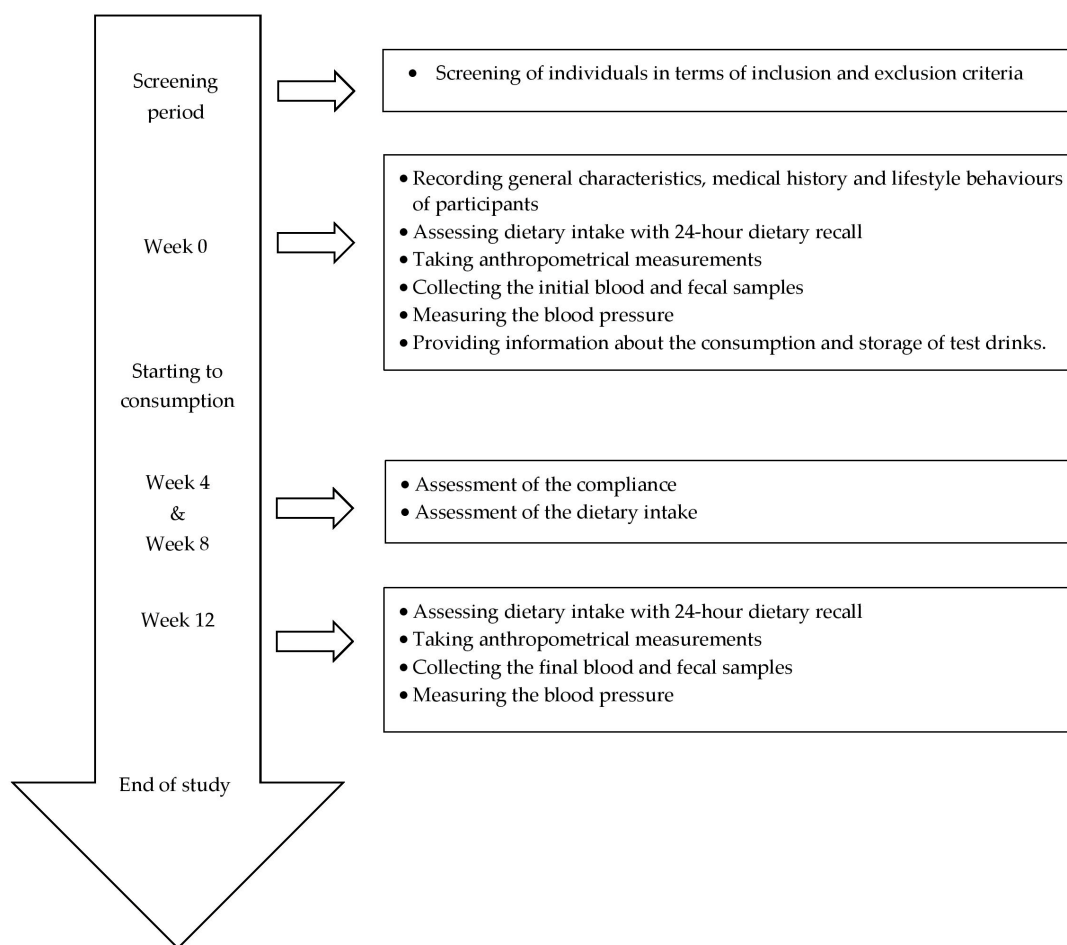 Screening
period
• Screening of individuals in terms of inclusion and exclusion criteria
Week 0
• Recording general characteristics, medical history and lifestyle behaviours
of participants
• Assessing dietary intake with 24-hour dietary recall
• Taking anthropometrical measurements
• Collecting the initial blood and fecal samples
• Measuring the blood pressure
• Providing information about the consumption and storage of test drinks.
Starting to
consumption
Week 4
&
Week 8
• Assessment of the compliance
• Assessment of the dietary intake
Week 12
• Assessing dietary intake with 24-hour dietary recall
• Taking anthropometrical measurements
• Collecting the final blood and fecal samples
• Measuring the blood pressure
End of study